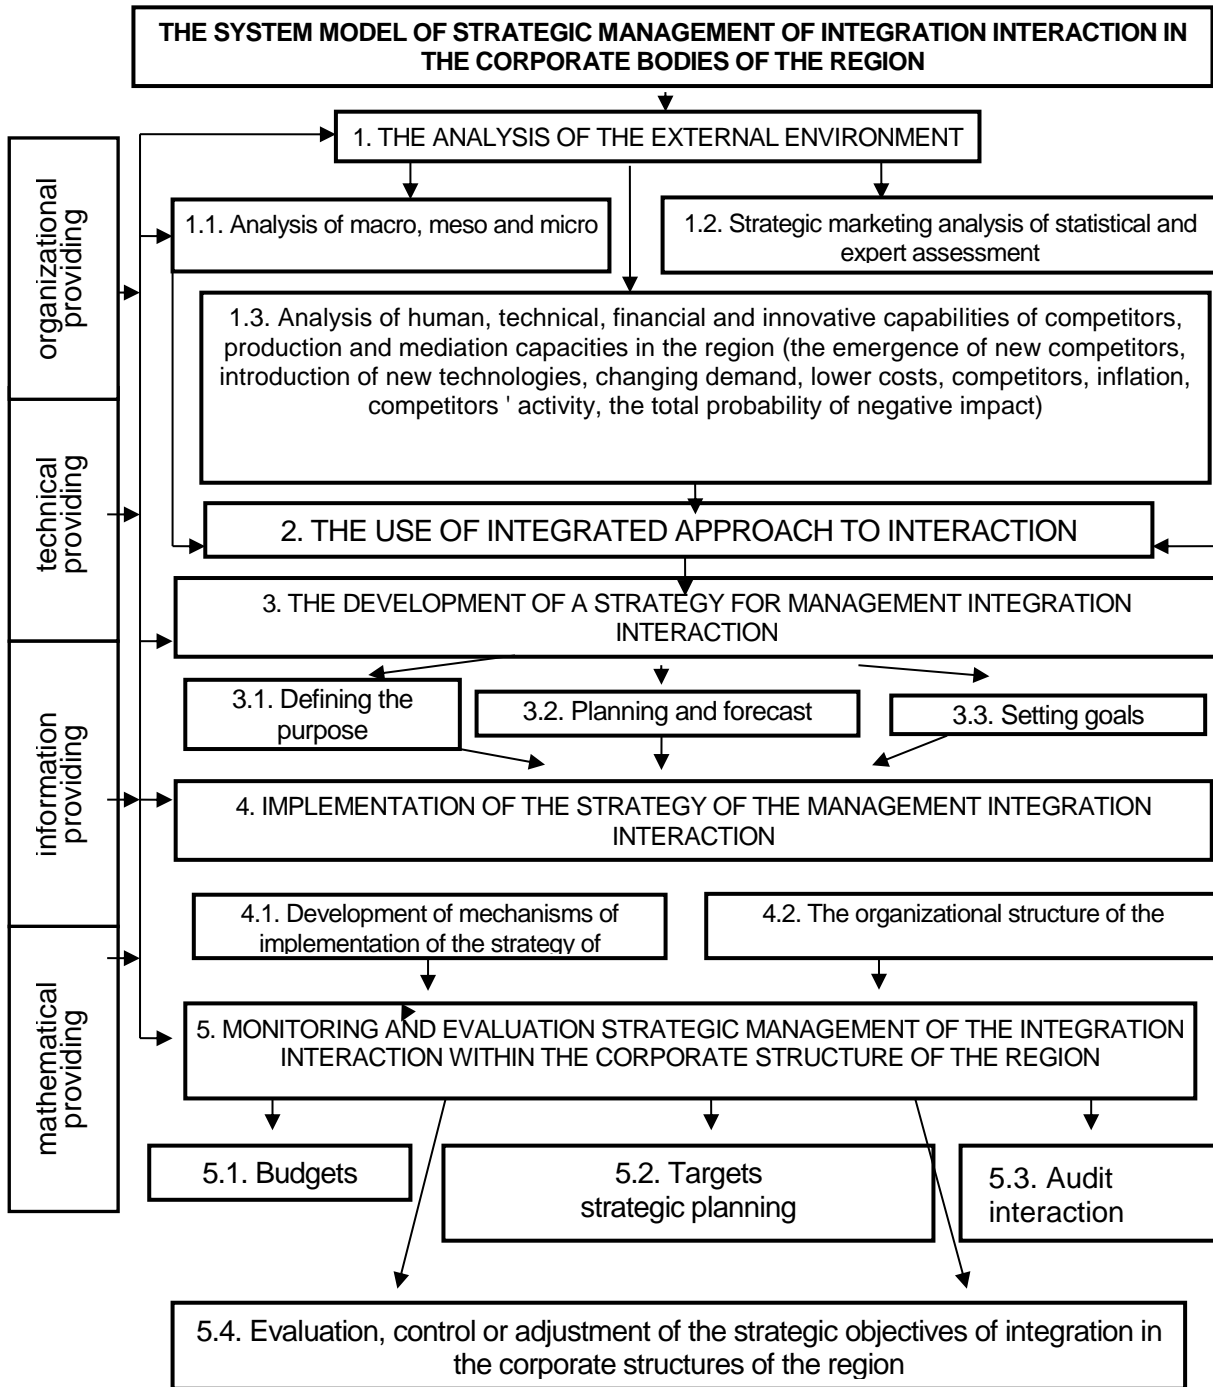 THE SYSTEM MODEL OF STRATEGIC MANAGEMENT OF INTEGRATION INTERACTION IN
THE CORPORATE BODIES OF THE REGION
1. THE ANALYSIS OF THE EXTERNAL ENVIRONMENT
organizational
providing
1.1. Analysis of macro, meso and micro
1.2. Strategic marketing analysis of statistical and
expert assessment
1.3. Analysis of human, technical, financial and innovative capabilities of competitors,
production and mediation capacities in the region (the emergence of new competitors,
introduction of new technologies, changing demand, lower costs, competitors, inflation,
competitors ' activity, the total probability of negative impact)
technical
providing
2. THE USE OF INTEGRATED APPROACH TO INTERACTION
3. THE DEVELOPMENT OF A STRATEGY FOR MANAGEMENT INTEGRATION
INTERACTION
information
providing
3.1. Defining the
purpose
3.2. Planning and forecast
3.3. Setting goals
4. IMPLEMENTATION OF THE STRATEGY OF THE MANAGEMENT INTEGRATION
INTERACTION
4.1. Development of mechanisms of
implementation of the strategy of
4.2. The organizational structure of the
mathematical
providing
5. MONITORING AND EVALUATION STRATEGIC MANAGEMENT OF THE INTEGRATION
INTERACTION WITHIN THE CORPORATE STRUCTURE OF THE REGION
5.1. Budgets
5.2. Targets
strategic planning
5.3. Audit
interaction
5.4. Evaluation, control or adjustment of the strategic objectives of integration in
the corporate structures of the region